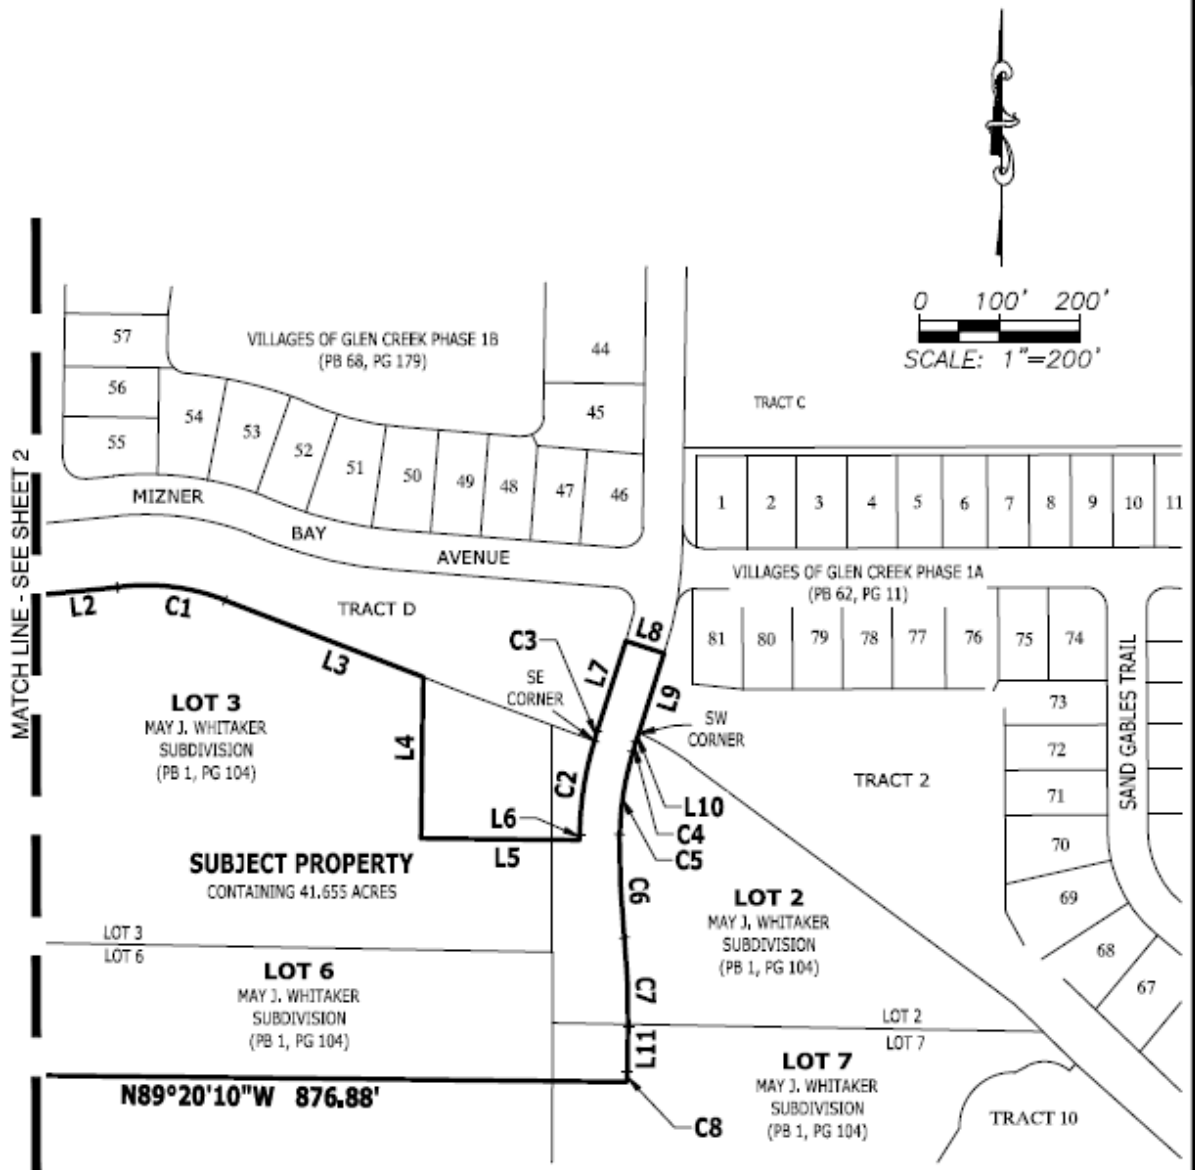 0 100' 200'
SCALE: 1"=200'
MATCH LINE - SEE SHEET 2
57
56
55
54
53
52
51
50
49
48
47
46
45
44
VILLAGES OF GLEN CREEK PHASE 1B
(PB 68, PG 179)
TRACT C
MIZNER
BAY
AVENUE
1
2
3
4
5
6
7
8
9
10
11
VILLAGES OF GLEN CREEK PHASE 1A
(PB 62, PG 11)
81
80
79
78
77
76
75
74
73
72
71
70
69
68
67
SAND GABLES TRAIL
L2
C1
L3
TRACT D
C3
L7
L8
L9
SE
CORNER
SW
CORNER
LOT 3
MAY J. WHITAKER
SUBDIVISION
(PB 1, PG 104)
L4
C2
L6
L5
L10
C4
C5
TRACT 2
SUBJECT PROPERTY
CONTAINING 41.655 ACRES
C6
LOT 2
MAY J. WHITAKER
SUBDIVISION
(PB 1, PG 104)
LOT 3
LOT 6
LOT 6
MAY J. WHITAKER
SUBDIVISION
(PB 1, PG 104)
C7
L11
LOT 2
LOT 7
LOT 7
MAY J. WHITAKER
SUBDIVISION
(PB 1, PG 104)
N89°20'10"W 876.88'
C8
TRACT 10